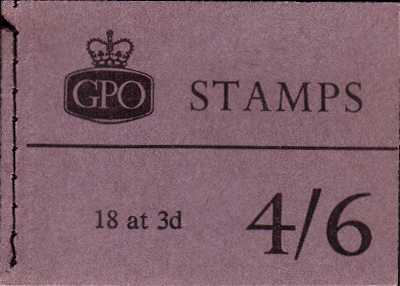 GPO STAMPS
18 at 3d 4/6